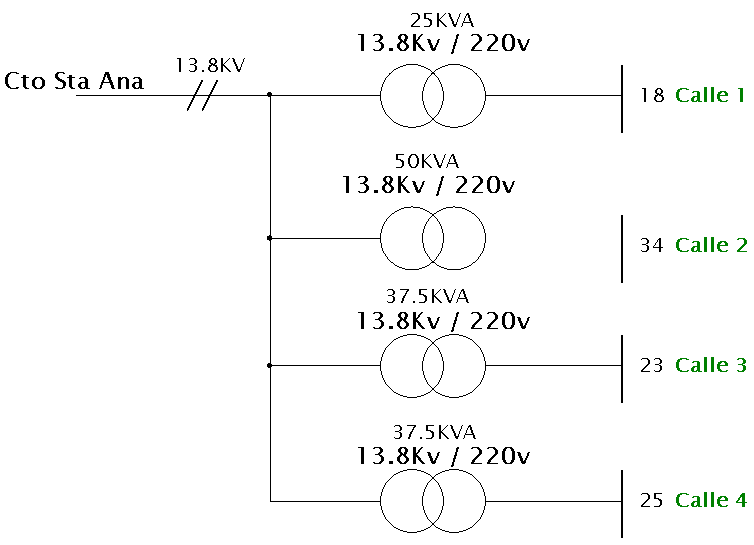 25KVA
13.8Kv / 220v
13.8KV
Cto Sta Ana
18 Calle 1
50KVA
13.8Kv / 220v
34 Calle 2
37.5KVA
13.8Kv / 220v
23 Calle 3
37.5KVA
13.8Kv / 220v
25 Calle 4